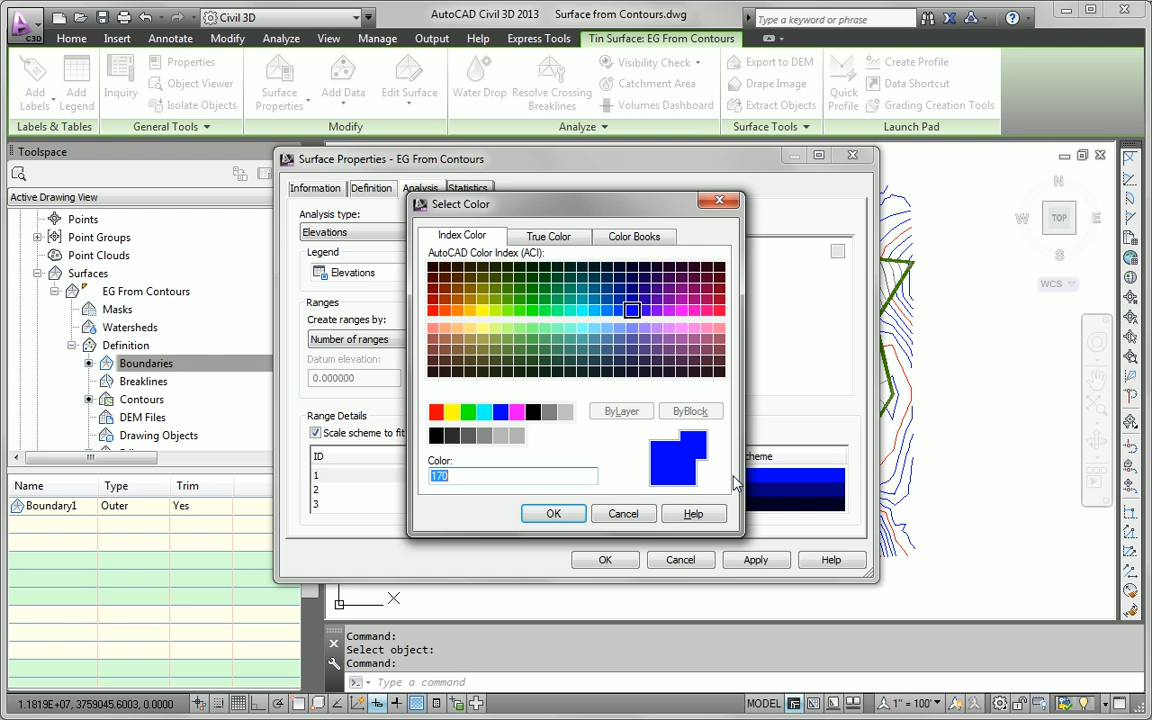 Civil 3D
AutoCAD Civil 3D 2013 Surface from Contours.dwg
Type a keyword or phrase
C3D
Home Insert Annotate Modify Analyze View Manage Output Help Express Tools Tin Surface: EG From Contours
Add Labels
Add Legend
Inquiry
Properties
Object Viewer
Isolate Objects
Surface Properties
Add Data
Edit Surface
Water Drop
Resolve Crossing Breaklines
Visibility Check
Catchment Area
Volumes Dashboard
Export to DEM
Drape Image
Extract Objects
Quick Profile
Create Profile
Data Shortcut
Grading Creation Tools
Labels & Tables General Tools Modify Analyze Surface Tools Launch Pad
Toolspace
Active Drawing View
Points
Point Groups
Point Clouds
Surfaces
EG From Contours
Masks
Watersheds
Definition
Boundaries
Breaklines
Contours
DEM Files
Drawing Objects
Name Type Trim
Boundary1 Outer Yes
Surface Properties - EG From Contours
Information Definition Analysis Statistics
Analysis type:
Elevations
Legend
Elevations
Ranges
Create ranges by:
Number of ranges
Datum elevation:
0.000000
Range Details
Scale scheme to fit
ID
cheme
1
2
3
OK Cancel Apply Help
Select Color
Index Color True Color Color Books
AutoCAD Color Index (ACI):
ByLayer ByBlock
Color:
170
OK Cancel Help
N
W TOP E
S
WCS
X
Command:
Select object:
Command:
Type a command
1.1819E+07, 3759045.6003, 0.0000
MODEL
1" = 100'